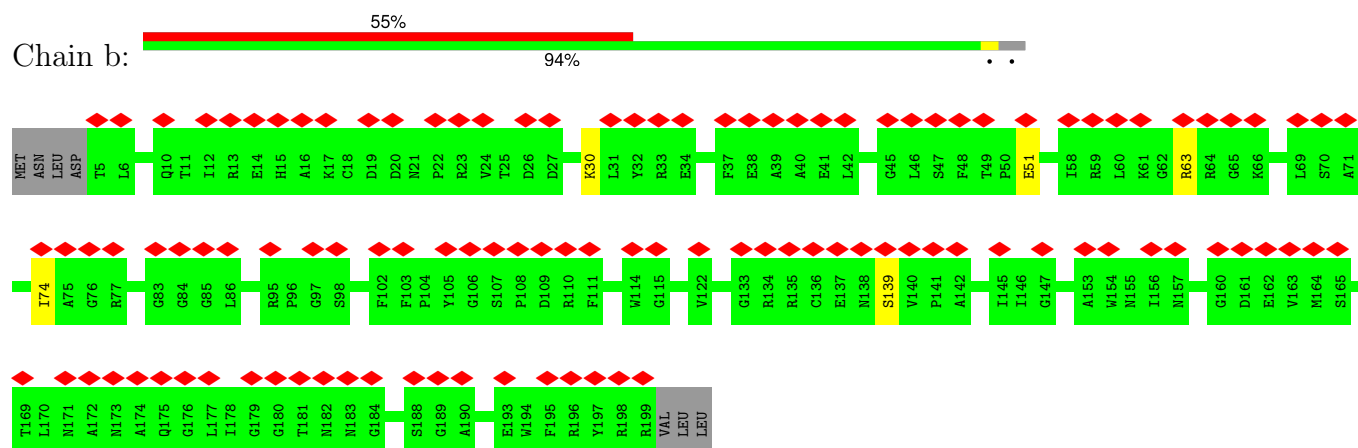 55%
Chain b:
94%
• •
MET ASN LEU ASP T5 L6 Q10 T11 I12 R13 E14 H15 A16 K17 C18 D19 D20 N21 P22 R23 V24 T25 D26 D27 K30 L31 Y32 R33 E34 F37 E38 A39 A40 E41 L42 G45 L46 S47 F48 T49 P50 E51 I58 R59 L60 K61 G62 R63 R64 G65 K66 L69 S70 A71
I74 A75 G76 R77 G83 G84 G85 L86 R95 P96 G97 S98 F102 F103 P104 Y105 G106 S107 P108 D109 R110 F111 W114 G115 V122 G133 R134 R135 C136 E137 N138 S139 V140 P141 A142 I145 I146 G147 A153 W154 N155 I156 N157 G160 D161 E162 V163 M164 S165
T169 L170 N171 A172 N173 A174 Q175 G176 L177 I178 G179 G180 T181 N182 N183 G184 S188 G189 A190 E193 W194 F195 R196 Y197 R198 R199 VAL LEU LEU